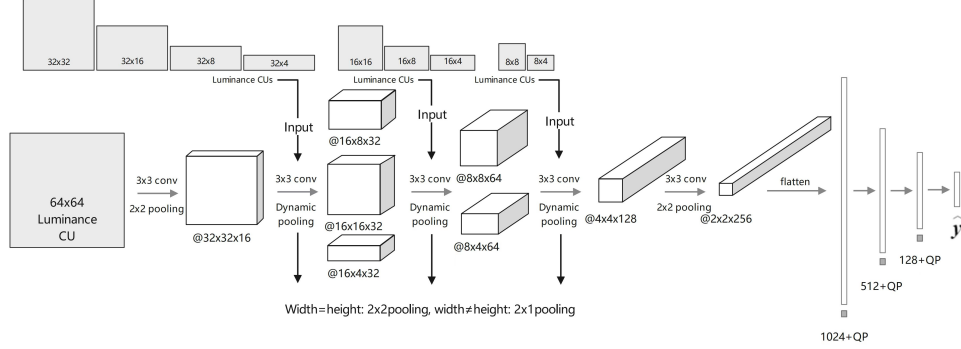 32x32
32x16
32x8
32x4
Luminance CUs
16x16
16x8
16x4
Luminance CUs
8x8
8x4
Luminance CUs
Input
Input
Input
@16x8x32
64x64
Luminance
CU
3x3 conv
2x2 pooling
@32x32x16
3x3 conv
Dynamic
pooling
@16x16x32
@16x4x32
3x3 conv
Dynamic
pooling
@8x8x64
@8x4x64
3x3 conv
Dynamic
pooling
@4x4x128
3x3 conv
2x2 pooling
@2x2x256
flatten
1024+QP
512+QP
128+QP
ŷ
Width=height: 2x2pooling, width≠height: 2x1pooling